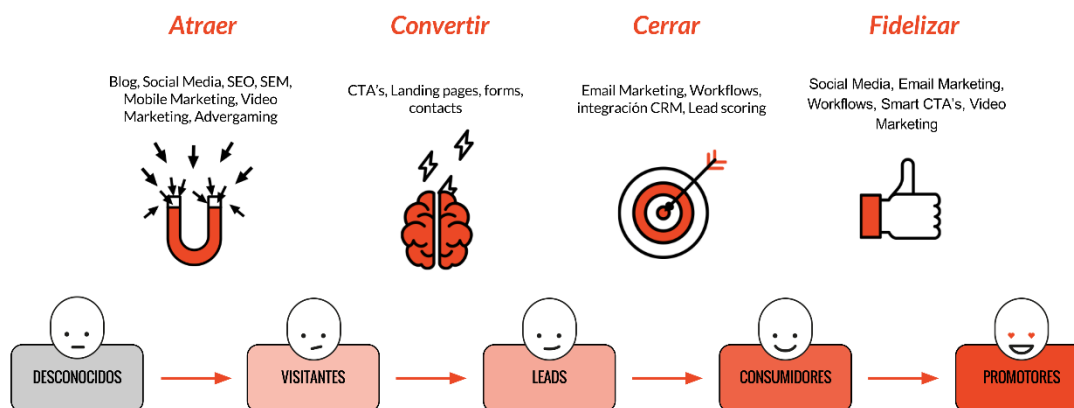 Atraer
Convertir
Cerrar
Fidelizar
Blog, Social Media, SEO, SEM,
Mobile Marketing, Video
Marketing, Advergaming
CTA's, Landing pages, forms,
contacts
Email Marketing, Workflows,
integración CRM, Lead scoring
Social Media, Email Marketing,
Workflows, Smart CTA's, Video
Marketing
DESCONOCIDOS
VISITANTES
LEADS
CONSUMIDORES
PROMOTORES